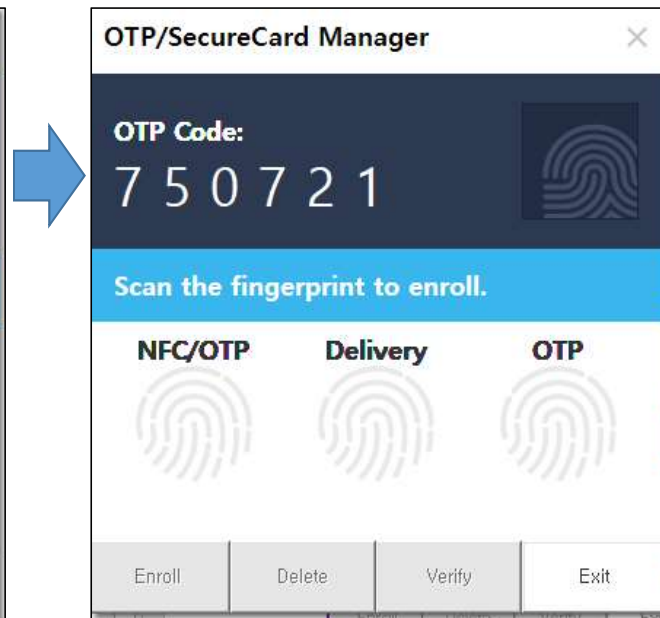 OTP/SecureCard Manager
OTP Code:
7 5 0 7 2 1
Scan the fingerprint to enroll.
NFC/OTP Delivery OTP
Enroll Delete Verify Exit